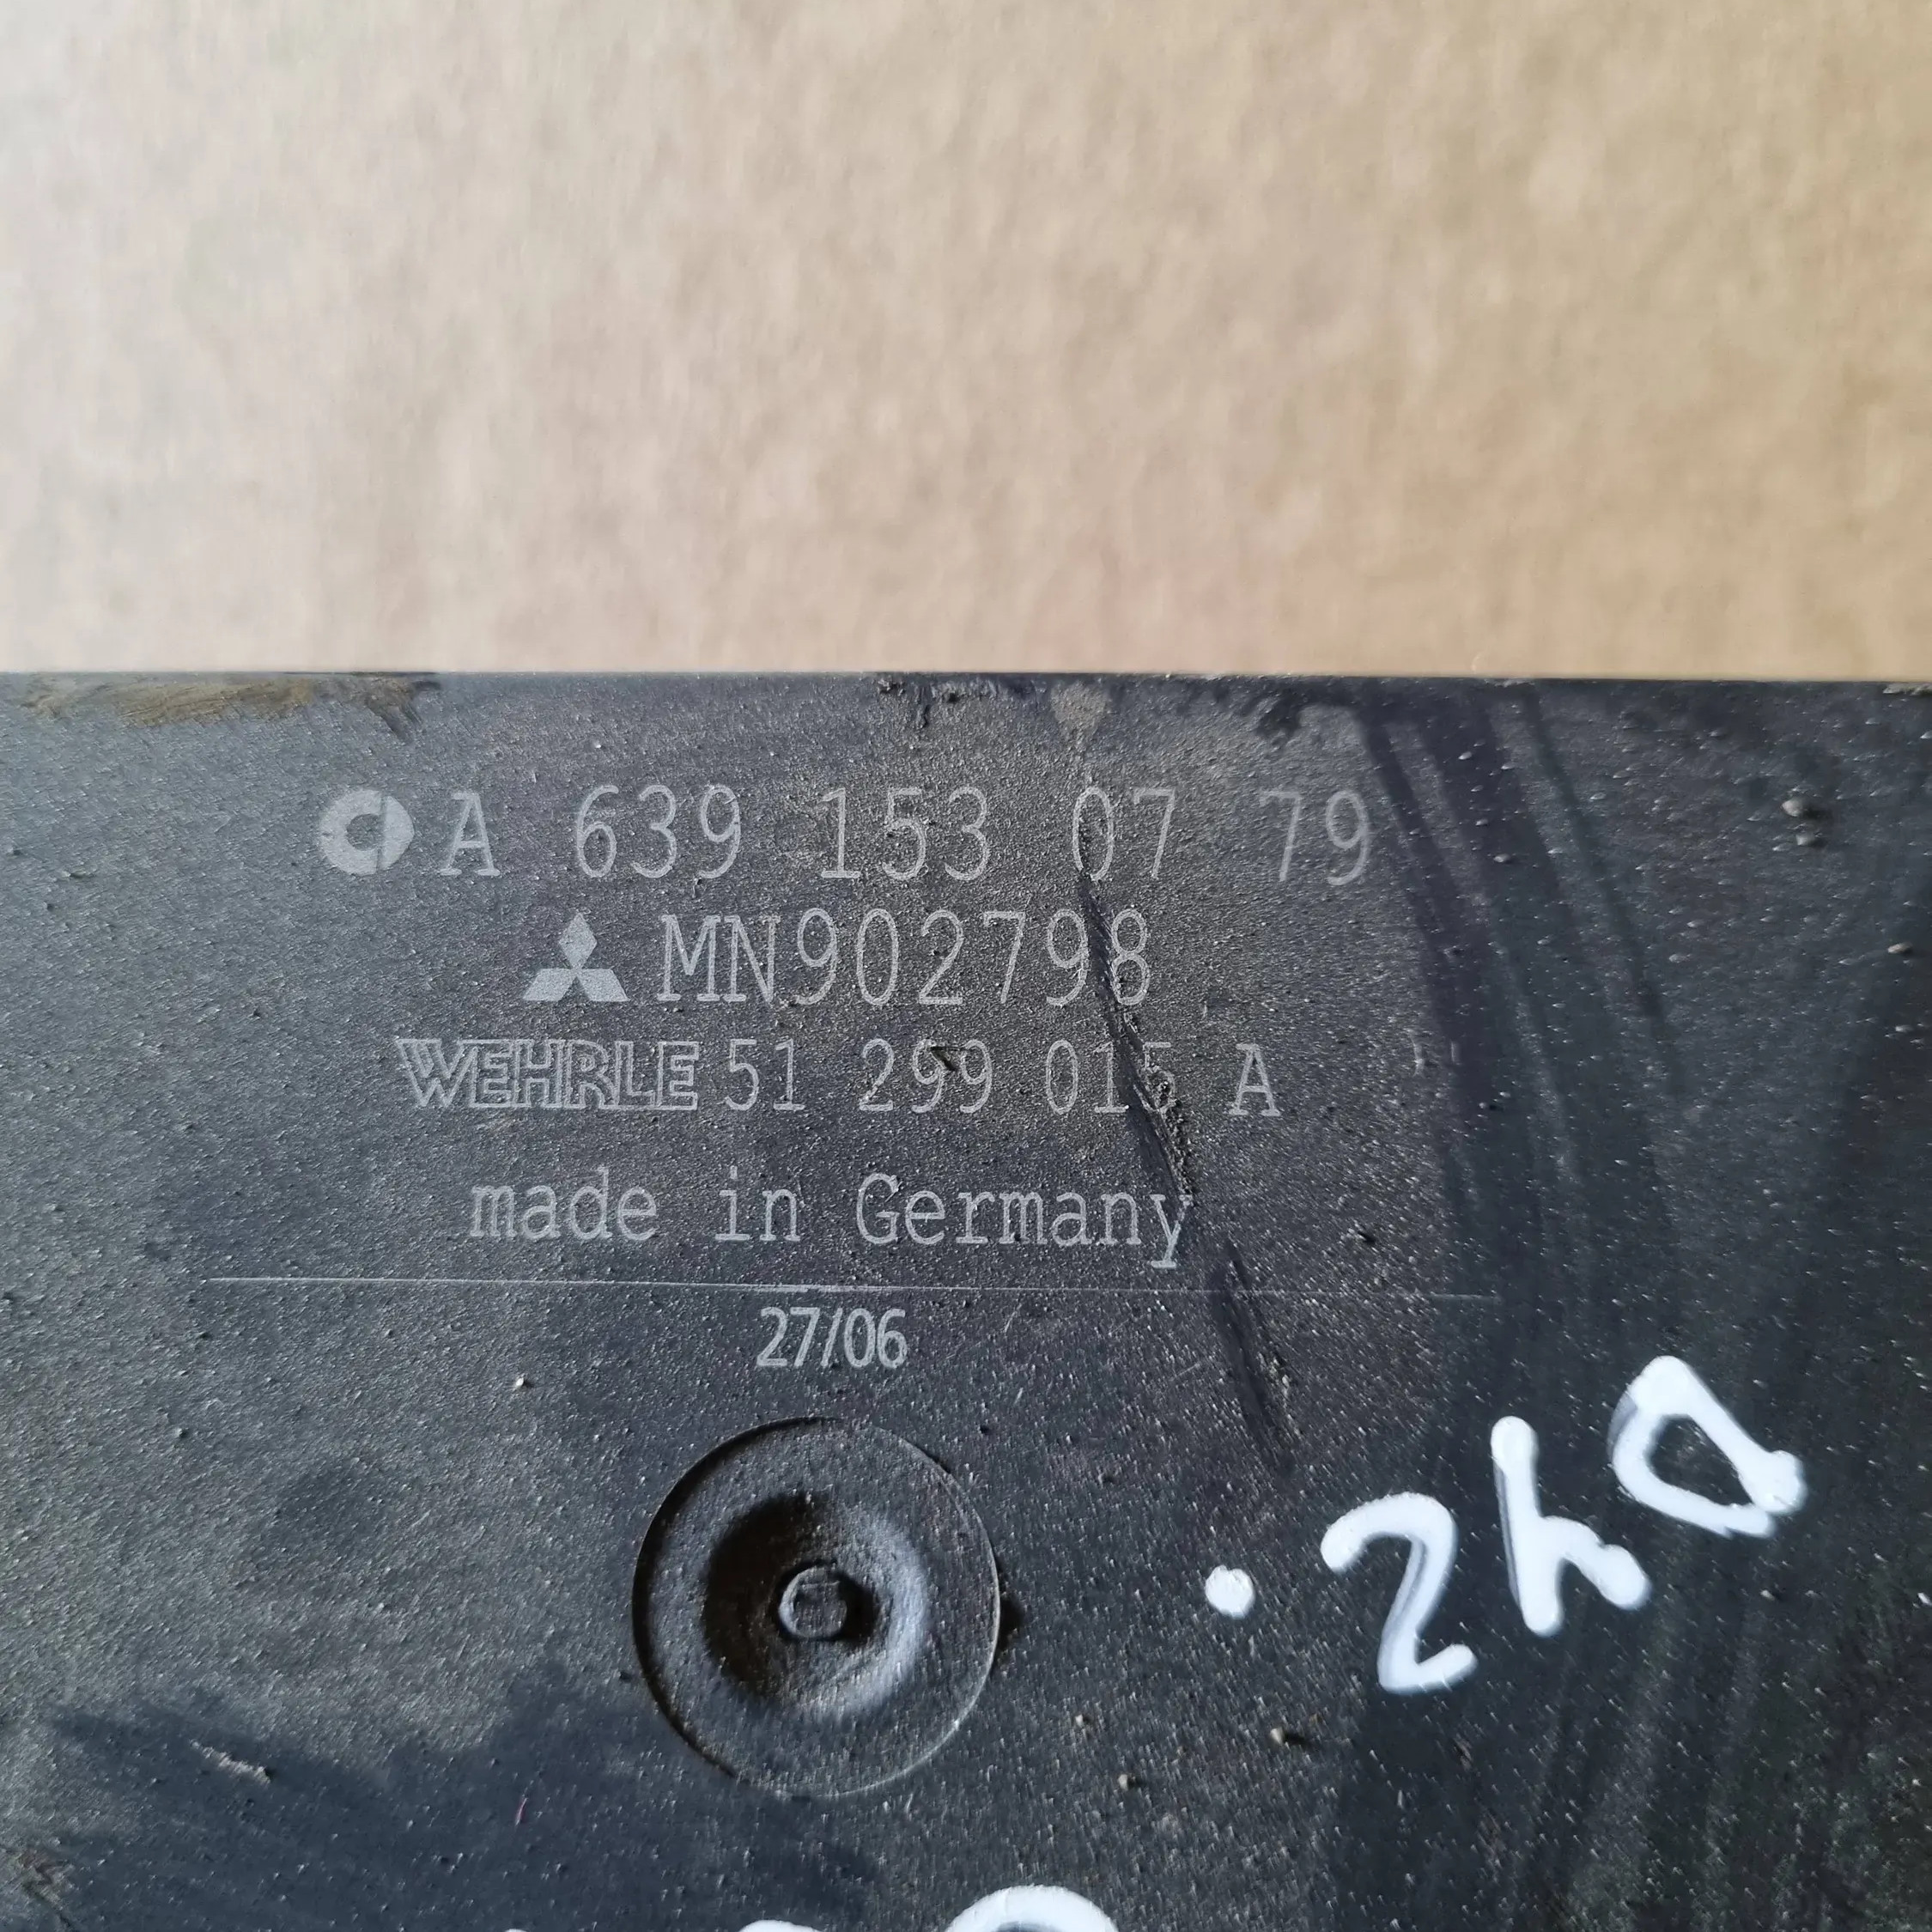 A 639 153 07 79
MN902798
WEHRLE 51 299 015 A
made in Germany
27/06